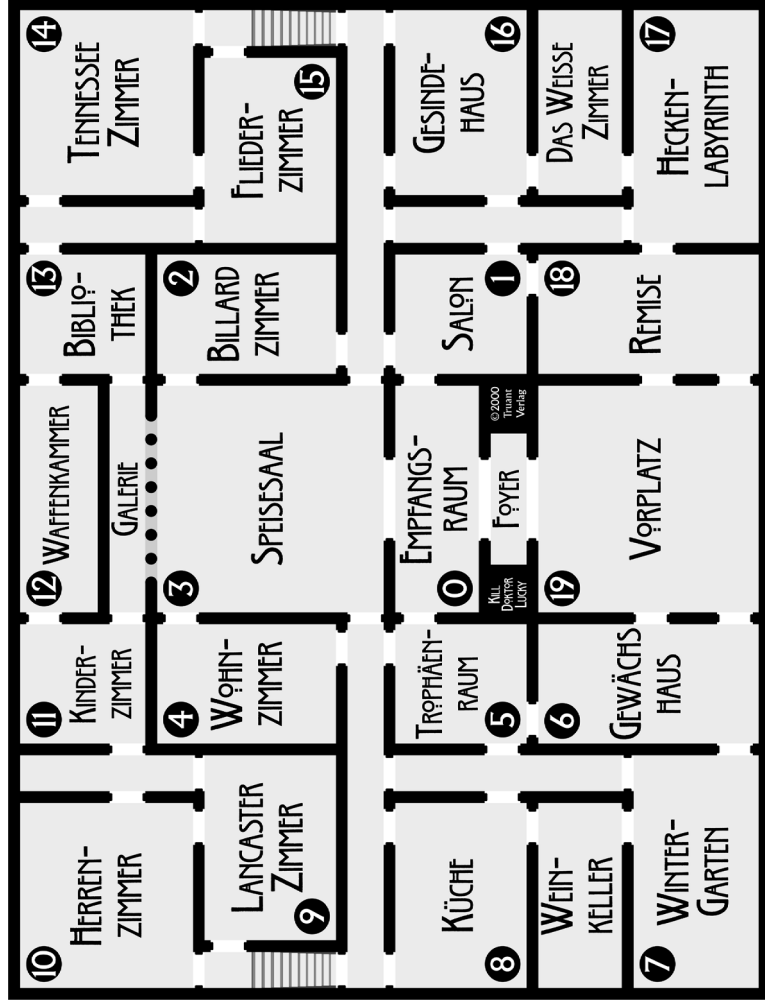 14
TENNESSEE
ZIMMER
15
FLIEDER-
ZIMMER
16
GESINDE-
HAUS
DAS WEISSE
ZIMMER
17
HECKEN-
LABYRINTH
13
BIBLIO-
THEK
2
BILLARD
ZIMMER
SALON
1
18
REMISE
12
WAFFENKAMMER
GALERIE
3
SPEISESAAL
EMPFANGS-
RAUM
0
©2000
Truant
Verlag
FOYER
KILL
DOKTOR
LUCKY
19
VORPLATZ
11
KINDER-
ZIMMER
4
WOHN-
ZIMMER
TROPHÄEN-
RAUM
5
6
GEWÄCHS
HAUS
10
HERREN-
ZIMMER
LANCASTER
ZIMMER
9
KÜCHE
8
WEIN-
KELLER
7
WINTER-
GARTEN